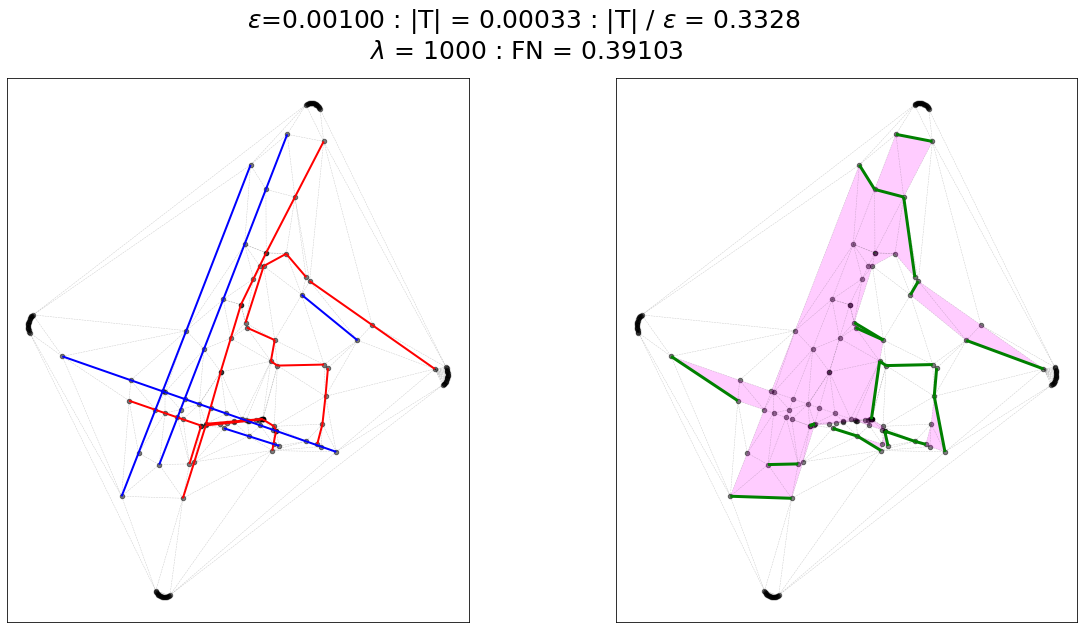 ε=0.00100 : |T| = 0.00033 : |T| / ε = 0.3328
λ = 1000 : FN = 0.39103